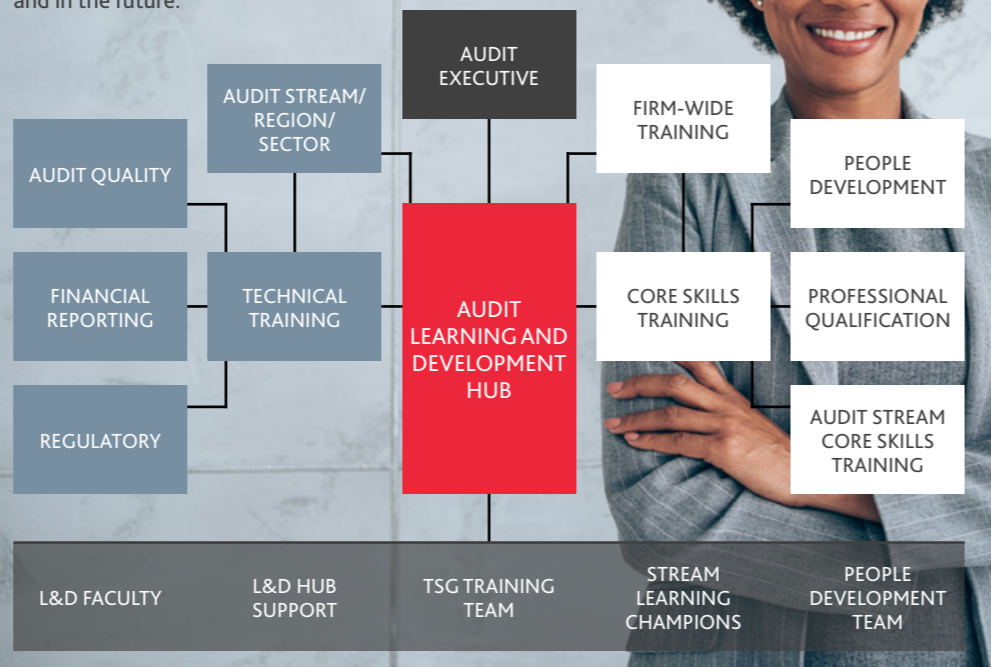 and in the future.
AUDIT
EXECUTIVE
AUDIT STREAM/
REGION/
SECTOR
FIRM-WIDE
TRAINING
AUDIT QUALITY
PEOPLE
DEVELOPMENT
FINANCIAL
REPORTING
TECHNICAL
TRAINING
AUDIT
LEARNING AND
DEVELOPMENT
HUB
CORE SKILLS
TRAINING
PROFESSIONAL
QUALIFICATION
REGULATORY
AUDIT STREAM
CORE SKILLS
TRAINING
L&D FACULTY
L&D HUB
SUPPORT
TSG TRAINING
TEAM
STREAM
LEARNING
CHAMPIONS
PEOPLE
DEVELOPMENT
TEAM